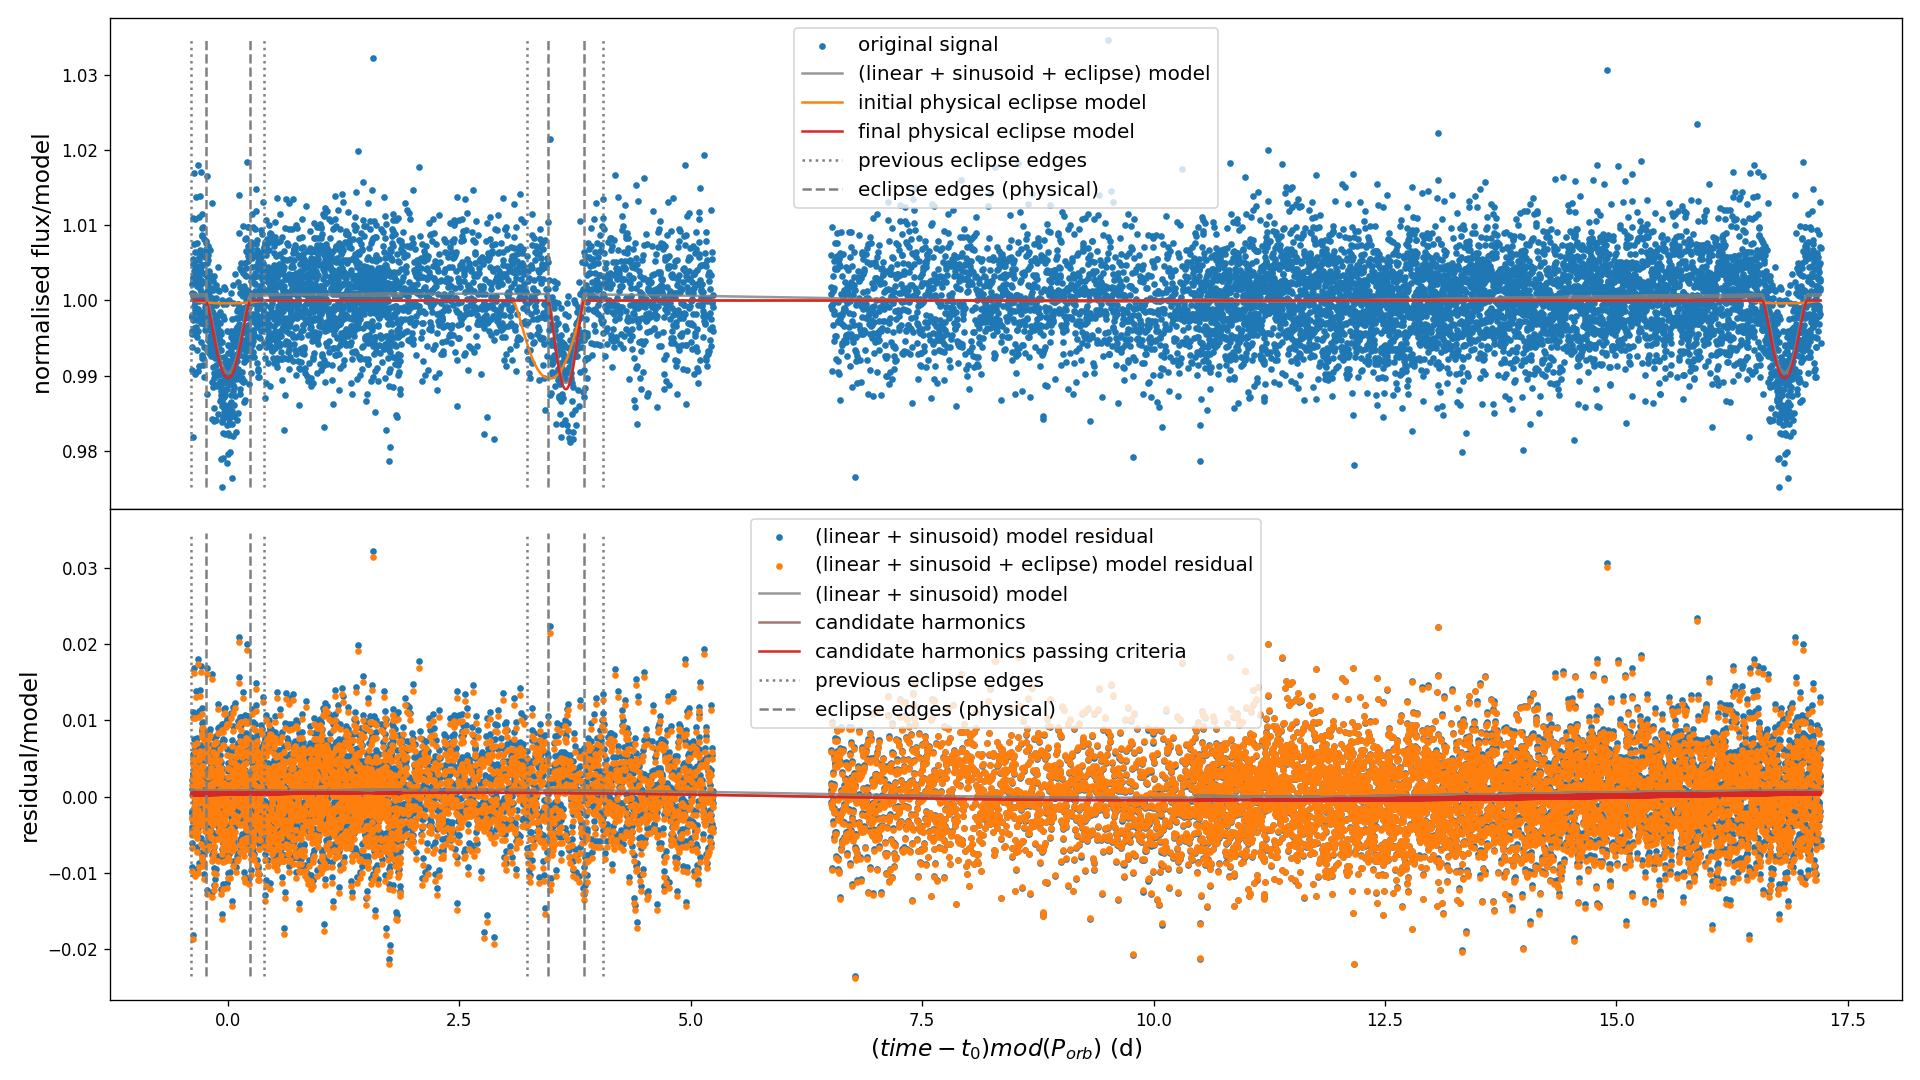 original signal
(linear + sinusoid + eclipse) model
initial physical eclipse model
final physical eclipse model
previous eclipse edges
eclipse edges (physical)
normalised flux/model
1.03
1.02
1.01
1.00
0.99
0.98
(linear + sinusoid) model residual
(linear + sinusoid + eclipse) model residual
(linear + sinusoid) model
candidate harmonics
candidate harmonics passing criteria
previous eclipse edges
eclipse edges (physical)
residual/model
0.03
0.02
0.01
0.00
−0.01
−0.02
0.0 2.5 5.0 7.5 10.0 12.5 15.0 17.5
(time − t₀)mod(P_orb) (d)